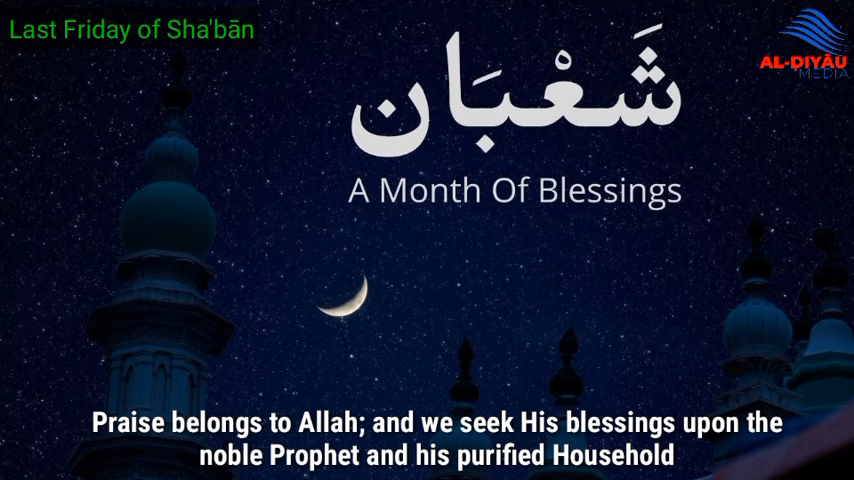 Last Friday of Sha'bān
AL-ḌIYĀU
MEDIA
شَعْبَان
A Month Of Blessings
Praise belongs to Allah; and we seek His blessings upon the
noble Prophet and his purified Household